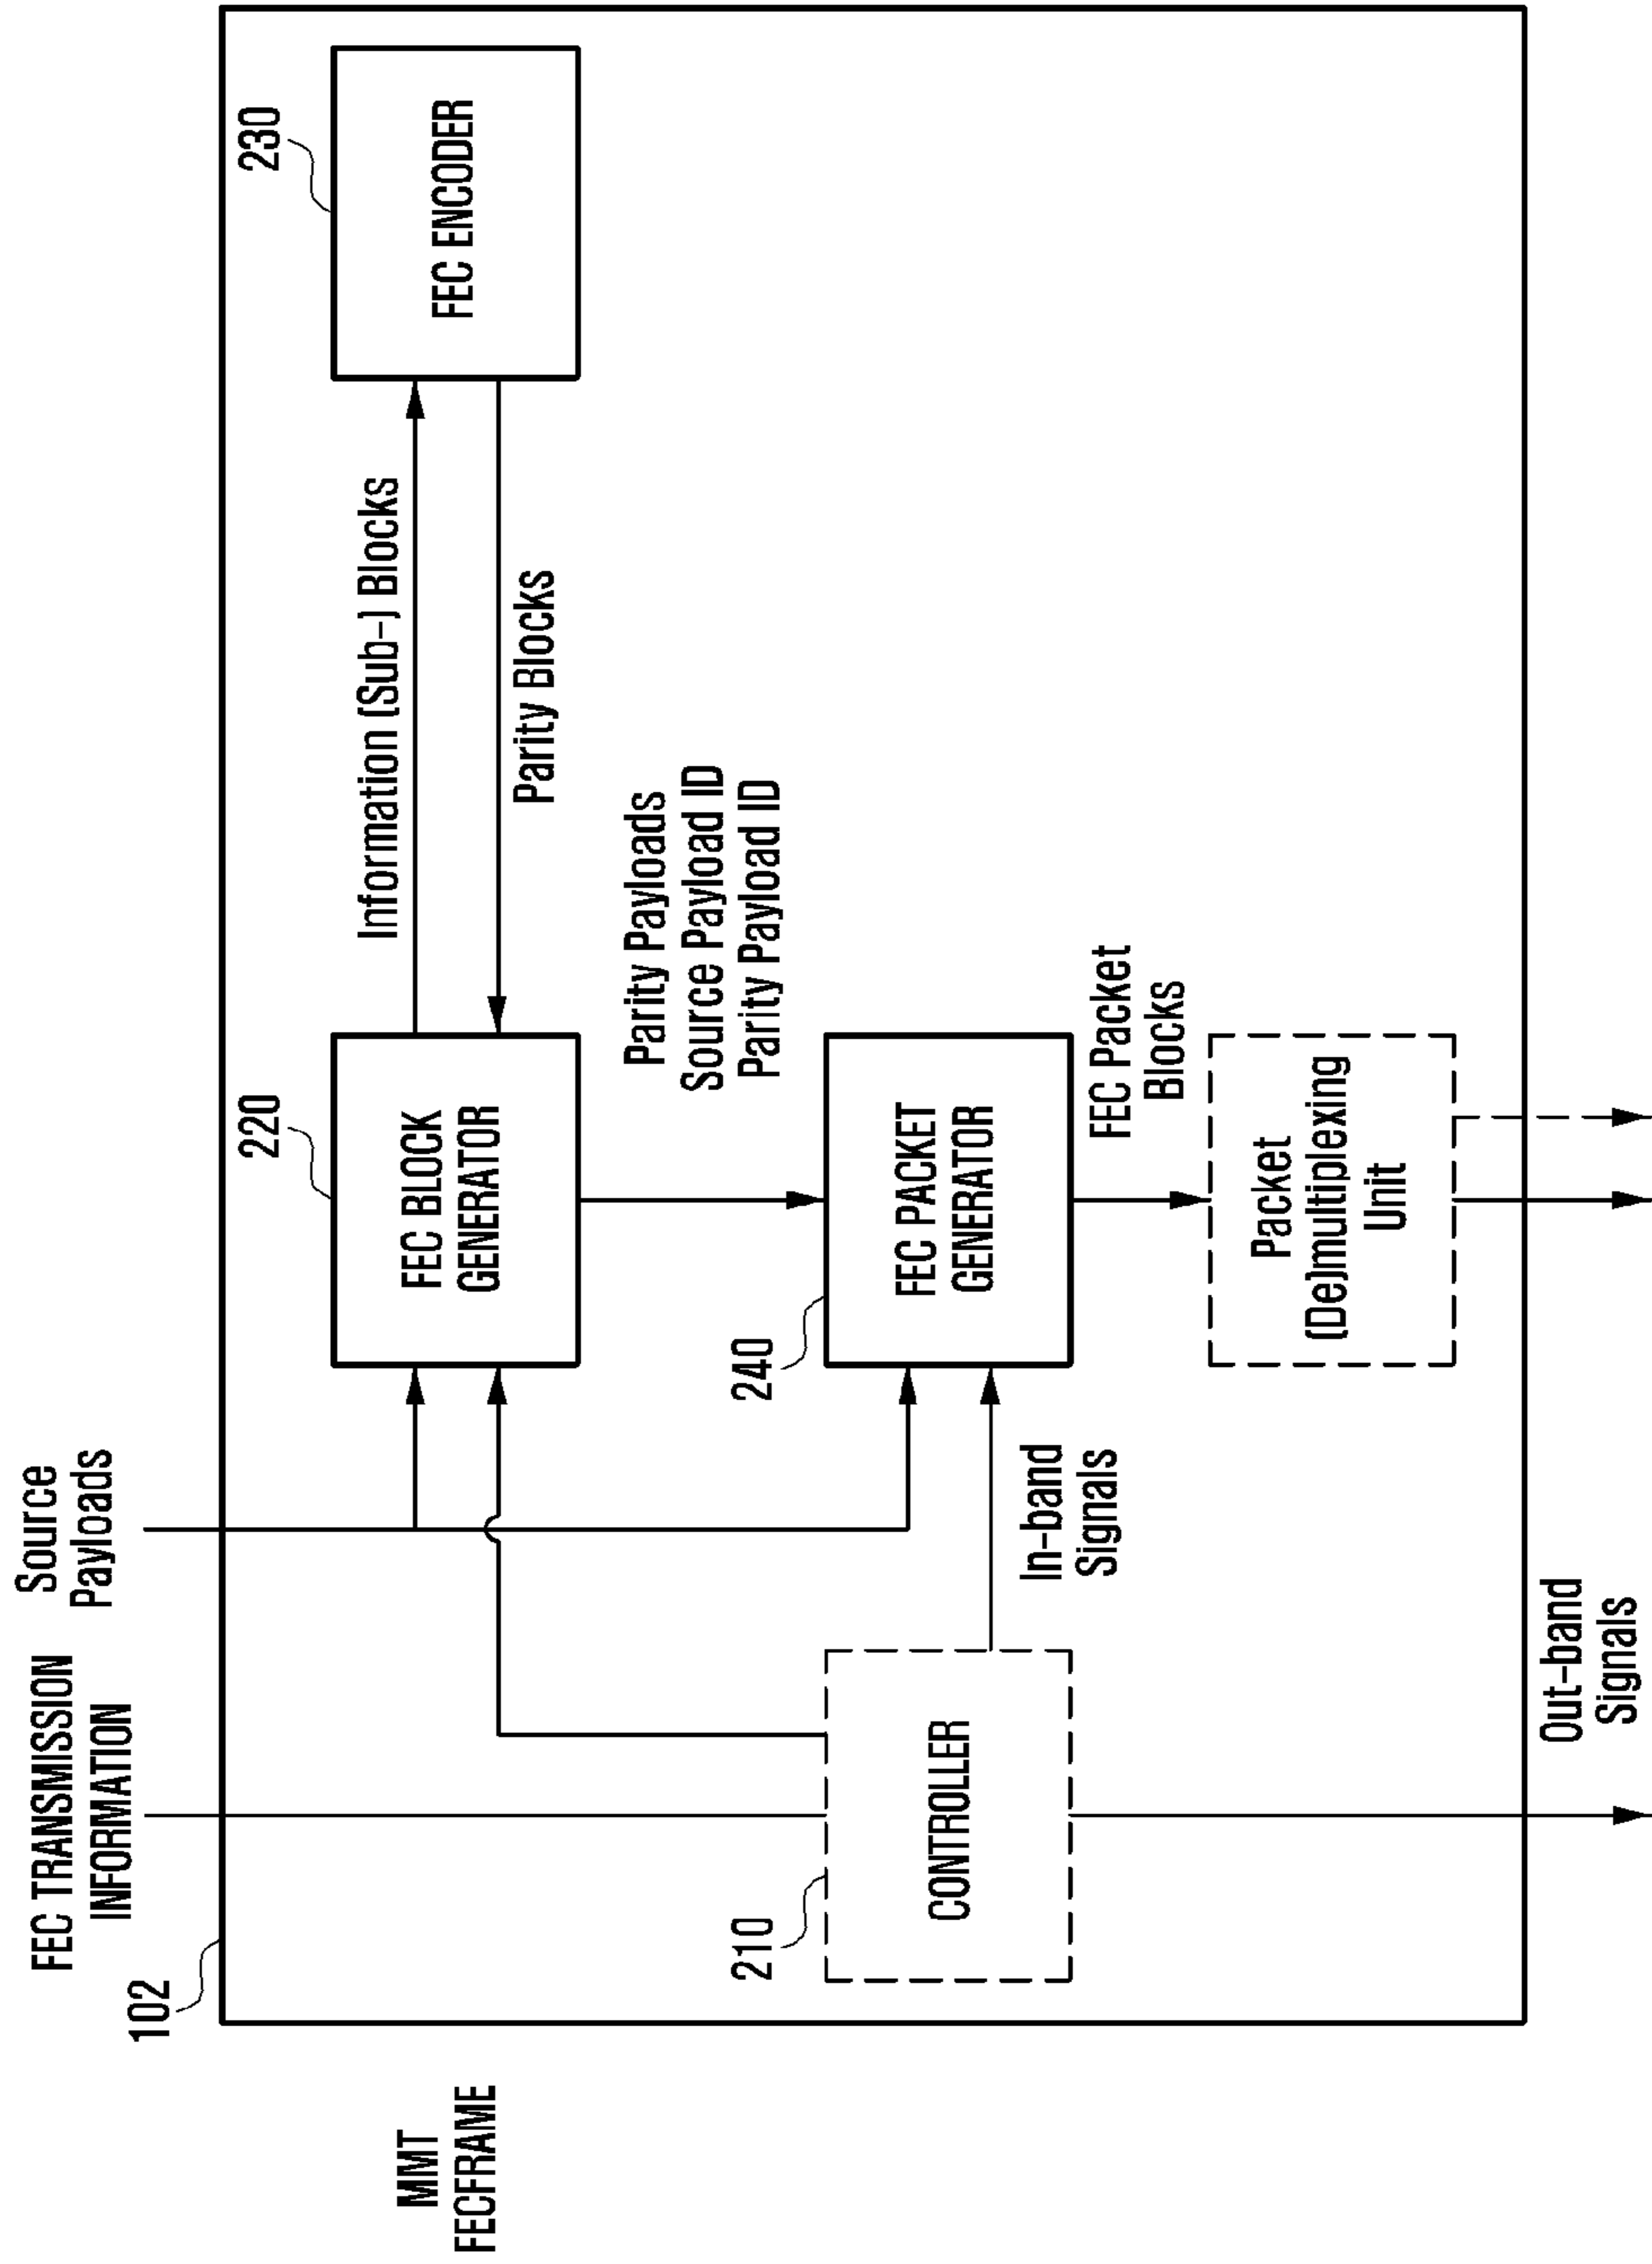 MMT
FECFRAME
102
FEC TRANSMISSION
INFORMATION
Source
Payloads
220
FEC BLOCK
GENERATOR
Information (Sub-) Blocks
Parity Blocks
230
FEC ENCODER
Parity Payloads
Source Payload ID
Parity Payload ID
210
CONTROLLER
In-band
Signals
240
FEC PACKET
GENERATOR
FEC Packet
Blocks
Packet
(De)multiplexing
Unit
Out-band
Signals